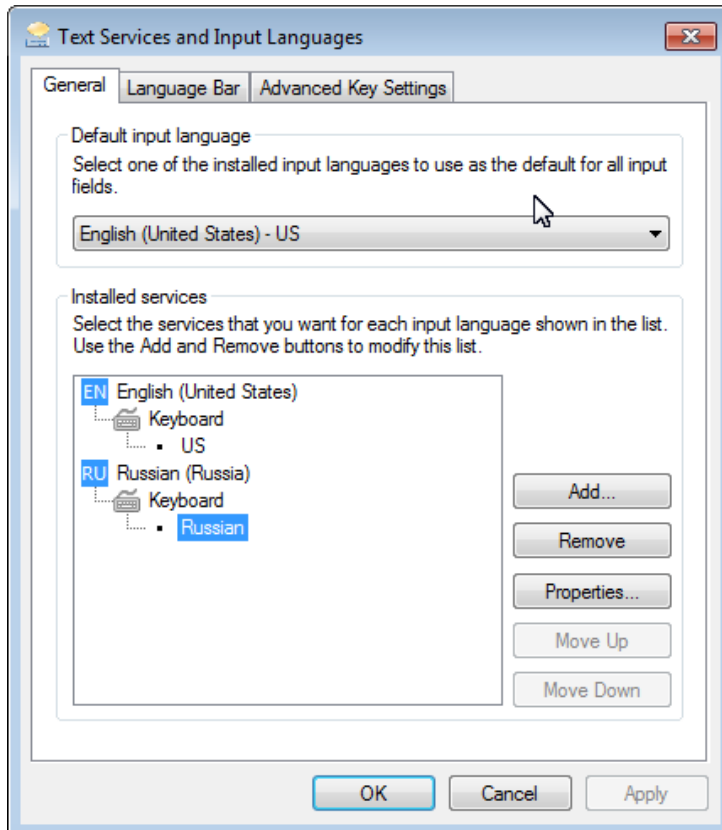 Text Services and Input Languages
General
Language Bar
Advanced Key Settings
Default input language
Select one of the installed input languages to use as the default for all input
fields.
English (United States) - US
Installed services
Select the services that you want for each input language shown in the list.
Use the Add and Remove buttons to modify this list.
EN English (United States)
Keyboard
US
RU Russian (Russia)
Keyboard
Russian
Add...
Remove
Properties...
Move Up
Move Down
OK
Cancel
Apply